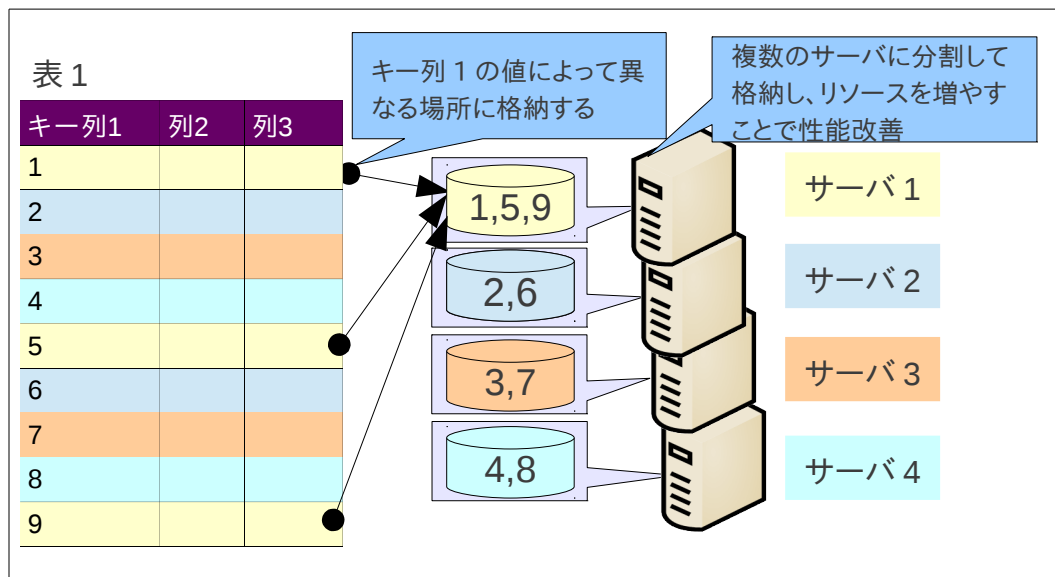 表 1
キー列1 列2 列3
1
2
3
4
5
6
7
8
9
キー列 1 の値によって異
なる場所に格納する
複数のサーバに分割して
格納し、リソースを増やす
ことで性能改善
1,5,9
2,6
3,7
4,8
サーバ 1
サーバ 2
サーバ 3
サーバ 4